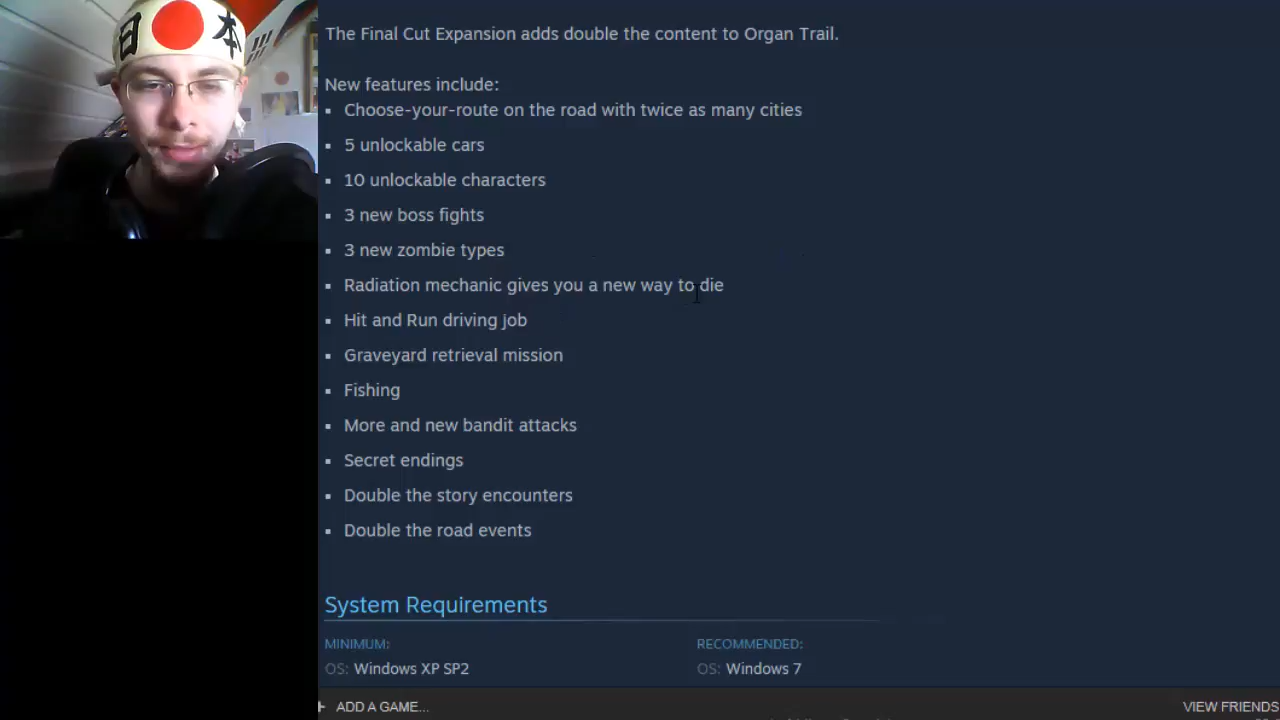 日 本
The Final Cut Expansion adds double the content to Organ Trail.
New features include:
Choose-your-route on the road with twice as many cities
5 unlockable cars
10 unlockable characters
3 new boss fights
3 new zombie types
Radiation mechanic gives you a new way to die
Hit and Run driving job
Graveyard retrieval mission
Fishing
More and new bandit attacks
Secret endings
Double the story encounters
Double the road events
System Requirements
MINIMUM:
RECOMMENDED:
OS: Windows XP SP2
OS: Windows 7
+ ADD A GAME...
VIEW FRIENDS